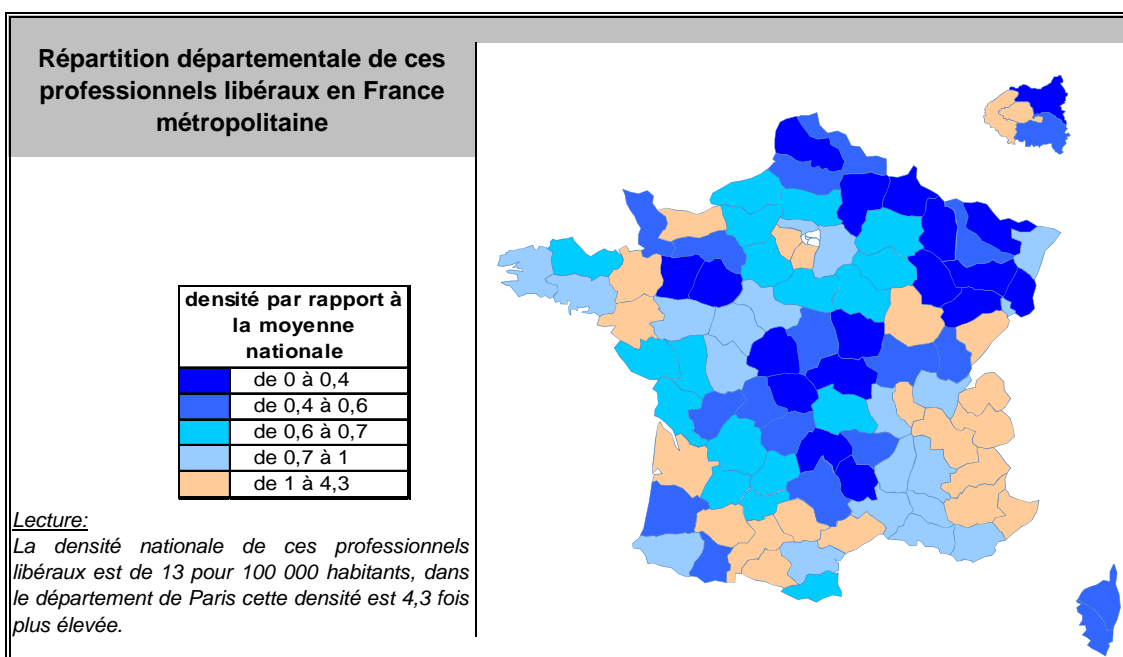 Répartition départementale de ces
professionnels libéraux en France
métropolitaine
densité par rapport à
la moyenne
nationale
de 0 à 0,4
de 0,4 à 0,6
de 0,6 à 0,7
de 0,7 à 1
de 1 à 4,3
Lecture:
La densité nationale de ces professionnels
libéraux est de 13 pour 100 000 habitants, dans
le département de Paris cette densité est 4,3 fois
plus élevée.